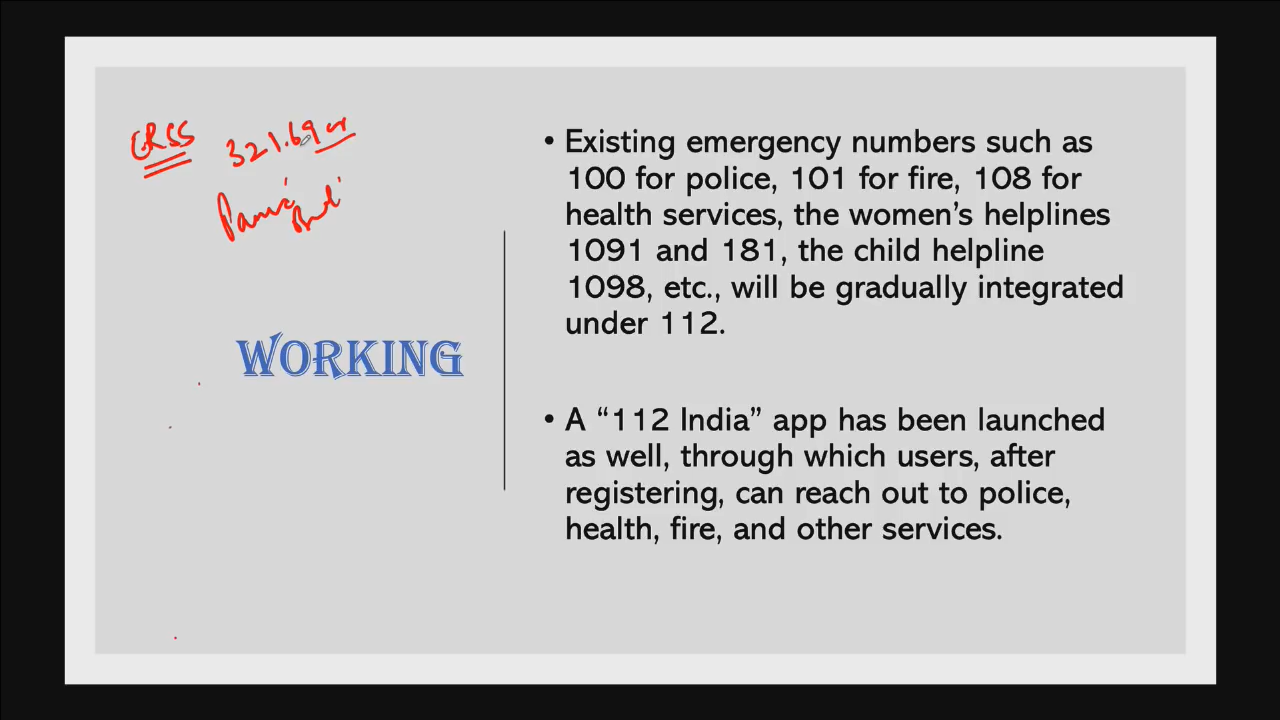 ERSS 321.69 cr
Panic
WORKING
• Existing emergency numbers such as
100 for police, 101 for fire, 108 for
health services, the women’s helplines
1091 and 181, the child helpline
1098, etc., will be gradually integrated
under 112.
• A “112 India” app has been launched
as well, through which users, after
registering, can reach out to police,
health, fire, and other services.